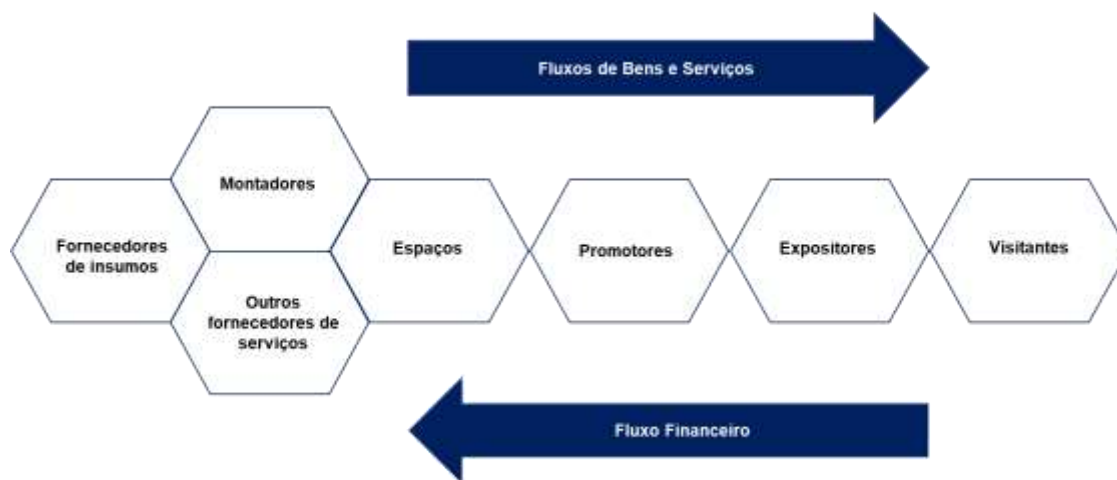 Fluxos de Bens e Serviços
Montadores
Fornecedores
de insumos
Espaços
Promotores
Expositores
Visitantes
Outros
fornecedores de
serviços
Fluxo Financeiro